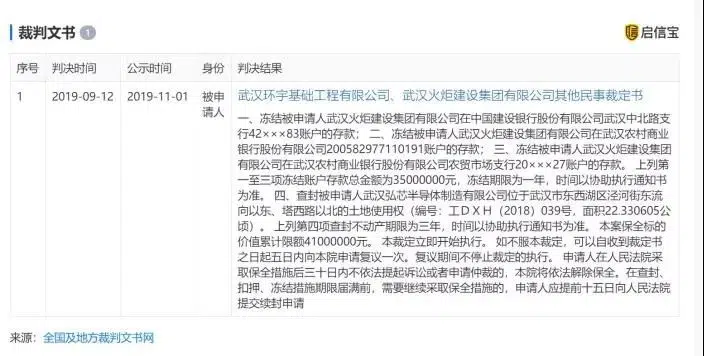 裁判文书 1
启信宝
序号 判决时间 公示时间 身份 判决结果
1 2019-09-12 2019-11-01 被申请人 武汉环宇基础工程有限公司、武汉火炬建设集团有限公司其他民事裁定书
一、冻结被申请人武汉火炬建设集团有限公司在中国建设银行股份有限公司武汉中北路支
行42×××83账户的存款； 二、冻结被申请人武汉火炬建设集团有限公司在武汉农村商业
银行股份有限公司200582977110191账户的存款； 三、冻结被申请人武汉火炬建设集团
有限公司在武汉农村商业银行股份有限公司农贸市场支行20×××27账户的存款。 上列第
一至三项冻结账户存款总金额为35000000元，冻结期限为一年，时间以协助执行通知书
为准。 四、查封被申请人武汉弘芯半导体制造有限公司位于武汉市东西湖区泾河街东流
向以东、塔西路以北的土地使用权（编号：工ＤＸＨ（2018）039号，面积22.330605公
顷）。 上列第四项查封不动产期限为三年，时间以协助执行通知书为准。 本案保全标的
价值累计限额41000000元。 本裁定立即开始执行。 如不服本裁定，可以自收到裁定书
之日起五日内向本院申请复议一次。复议期间不停止裁定的执行。 申请人在人民法院采
取保全措施后三十日内不依法提起诉讼或者申请仲裁的，本院将依法解除保全。在查封、
扣押、冻结措施期限届满前，需要继续采取保全措施的，申请人应提前十五日向人民法院
提交续封申请
来源： 全国及地方裁判文书网